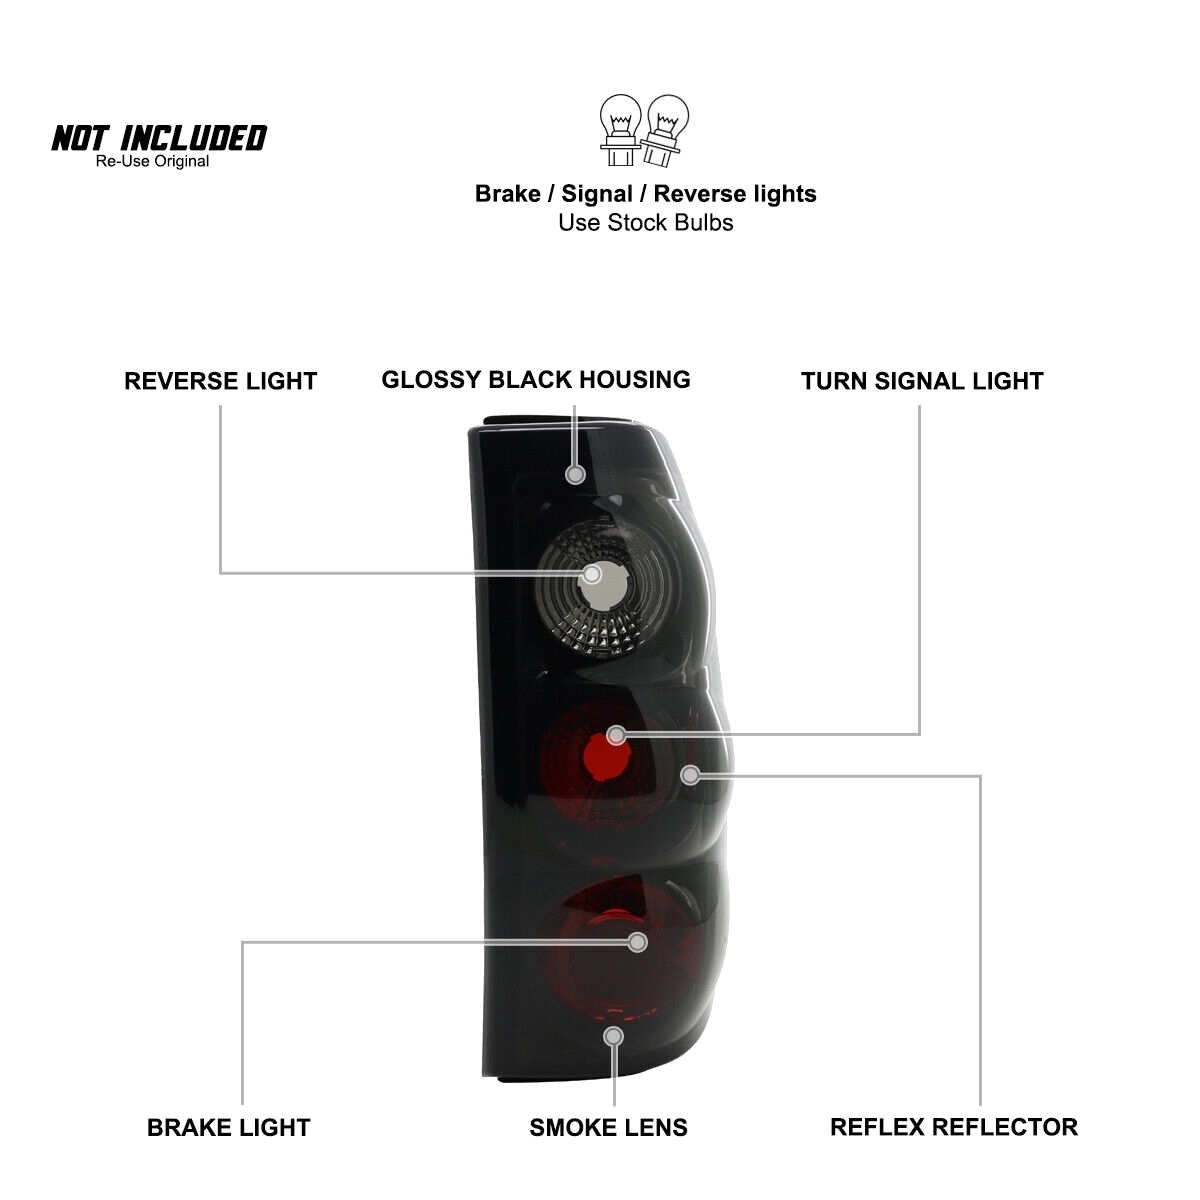 NOT INCLUDED
Re-Use Original
Brake / Signal / Reverse lights
Use Stock Bulbs
REVERSE LIGHT
GLOSSY BLACK HOUSING
TURN SIGNAL LIGHT
BRAKE LIGHT
SMOKE LENS
REFLEX REFLECTOR